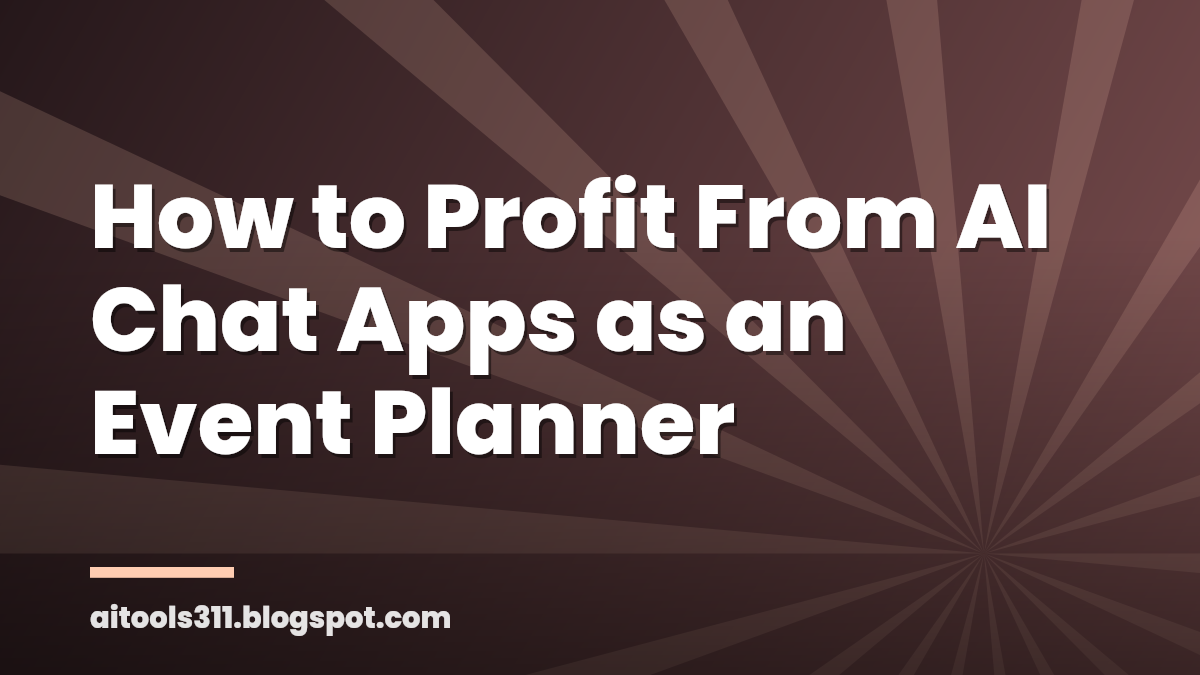 How to Profit From AI
Chat Apps as an
Event Planner
aitools311.blogspot.com